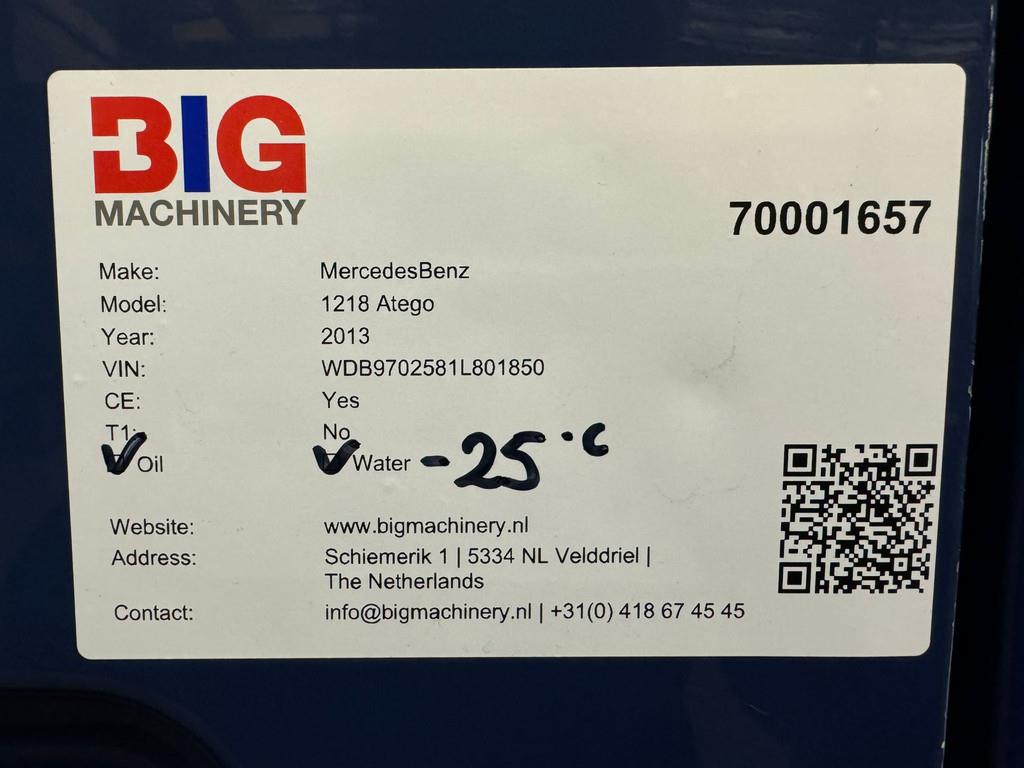 BIG
MACHINERY
70001657
Make: MercedesBenz
Model: 1218 Atego
Year: 2013
VIN: WDB9702581L801850
CE: Yes
T1: No
Oil Water -25 °C
Website: www.bigmachinery.nl
Address: Schiemerik 1 | 5334 NL Velddriel |
The Netherlands
Contact: info@bigmachinery.nl | +31(0) 418 67 45 45